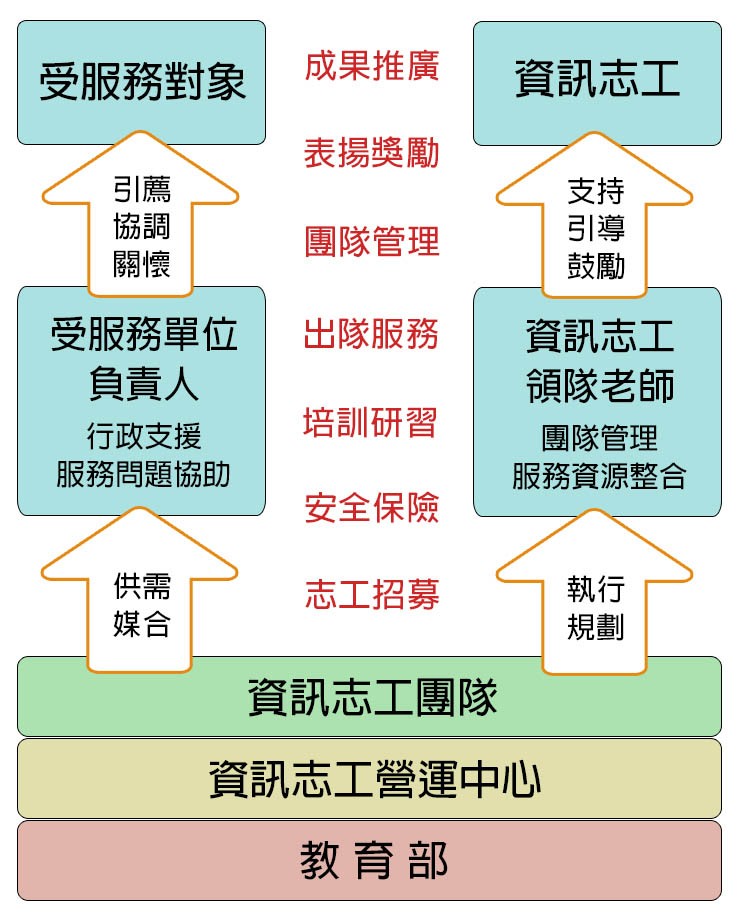 受服務對象
引薦
協調
關懷
受服務單位
負責人
行政支援
服務問題協助
供需
媒合
成果推廣
表揚獎勵
團隊管理
出隊服務
培訓研習
安全保險
志工招募
資訊志工
支持
引導
鼓勵
資訊志工
領隊老師
團隊管理
服務資源整合
執行
規劃
資訊志工團隊
資訊志工營運中心
教育部